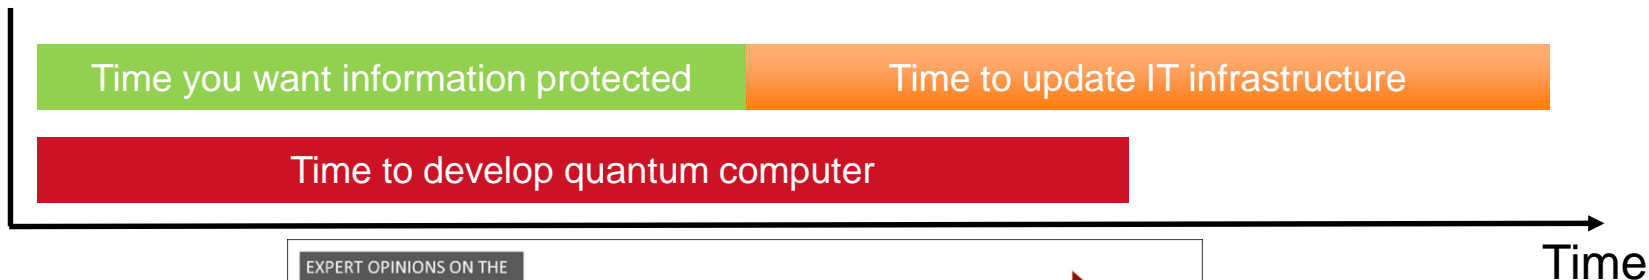 Time you want information protected
Time to update IT infrastructure
Time to develop quantum computer
Time
EXPERT OPINIONS ON THE